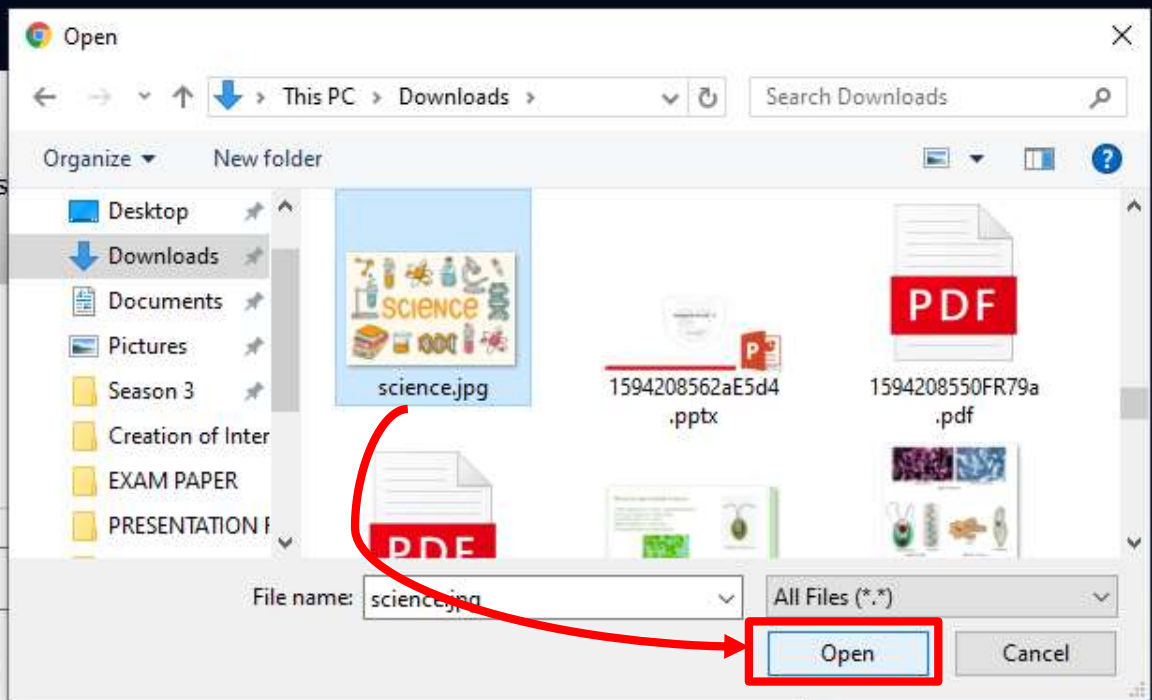 Open
This PC > Downloads >
Search Downloads
Organize
New folder
Desktop
Downloads
Documents
Pictures
Season 3
Creation of Inter
EXAM PAPER
PRESENTATION F
SCIENCE
science.jpg
P
1594208562aE5d4
.pptx
PDF
1594208550FR79a
.pdf
PDF
File name:
science.jpg
All Files (*.*)
Open
Cancel